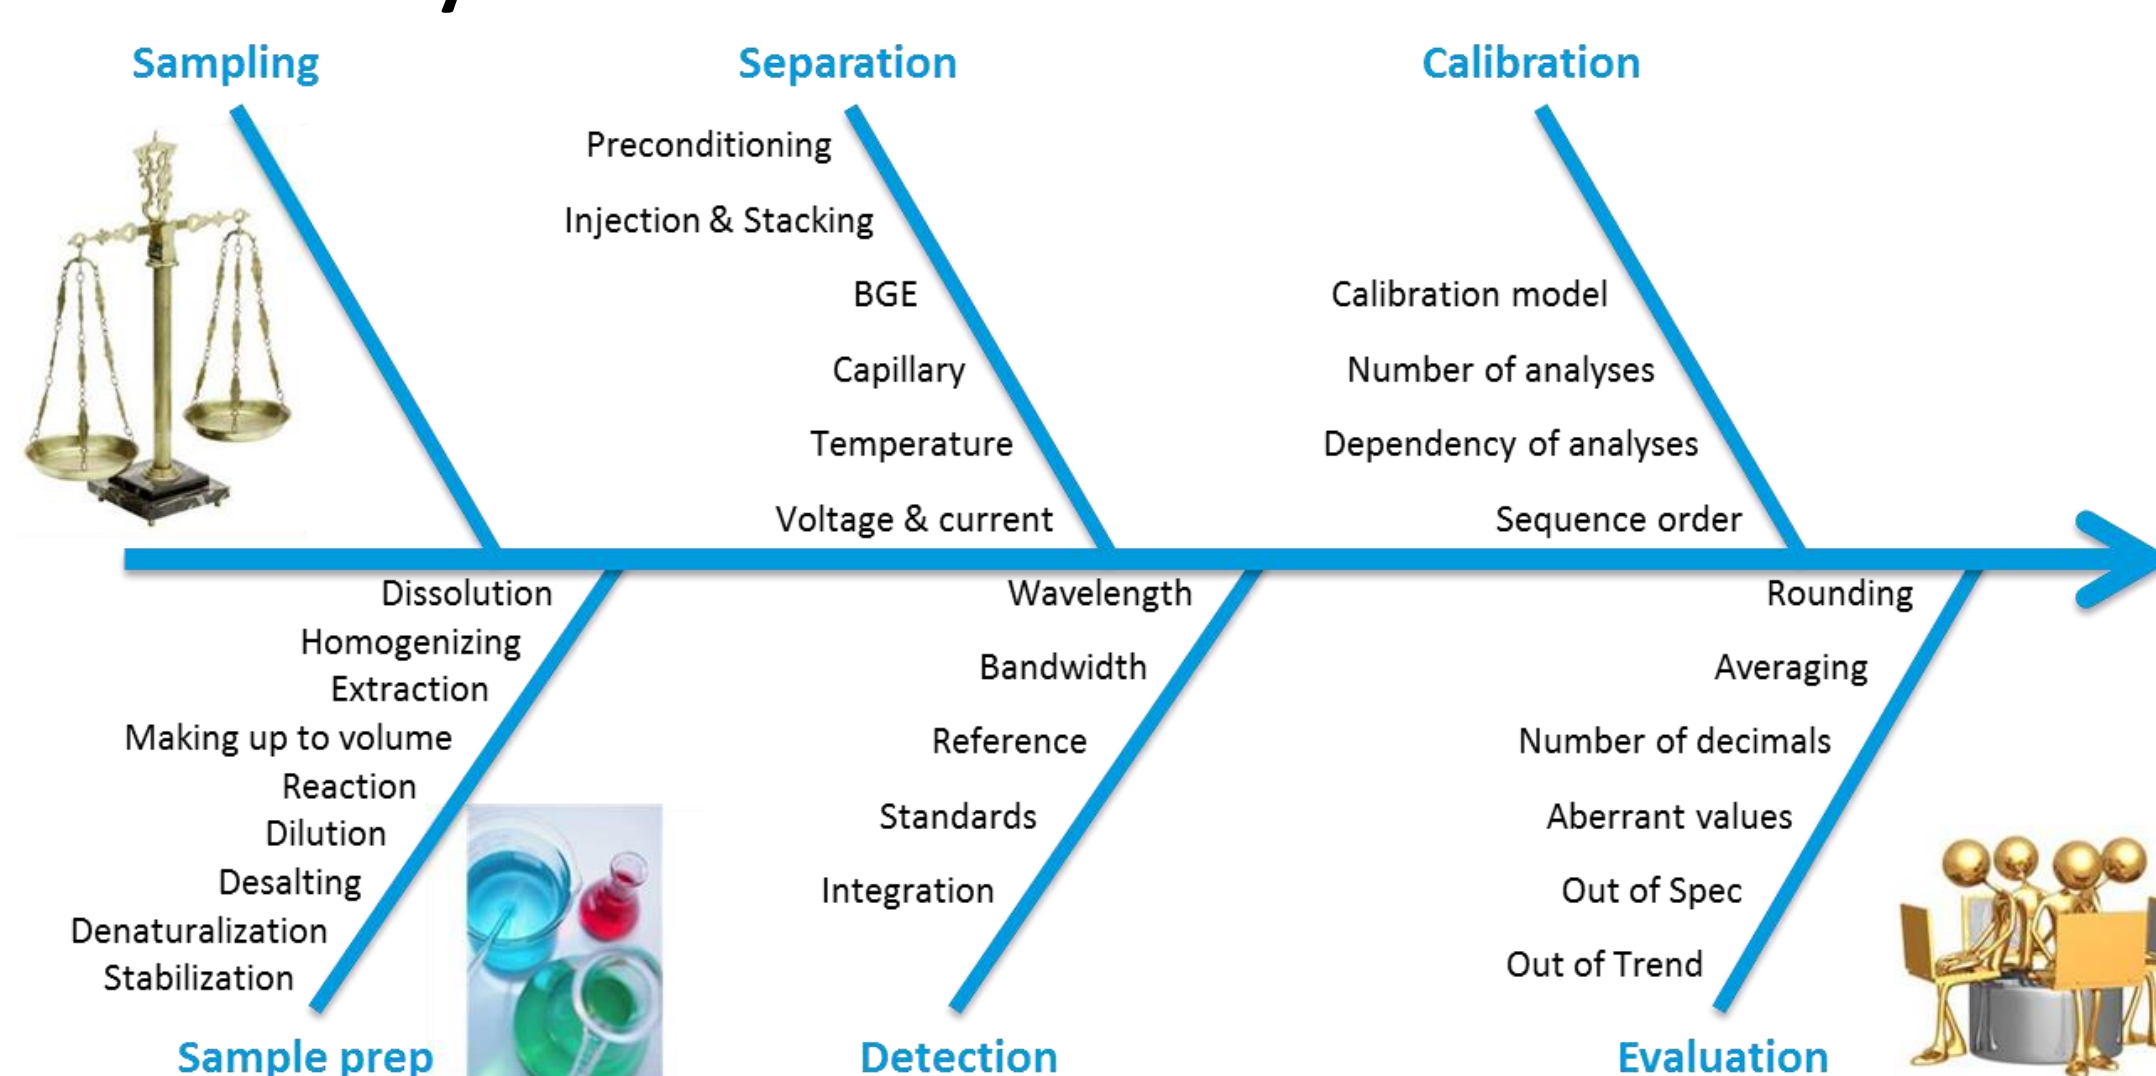 Sampling
Separation
Calibration
Preconditioning
Injection & Stacking
BGE
Capillary
Temperature
Voltage & current
Calibration model
Number of analyses
Dependency of analyses
Sequence order
Dissolution
Homogenizing
Extraction
Making up to volume
Reaction
Dilution
Desalting
Denaturalization
Stabilization
Wavelength
Bandwidth
Reference
Standards
Integration
Rounding
Averaging
Number of decimals
Aberrant values
Out of Spec
Out of Trend
Sample prep
Detection
Evaluation